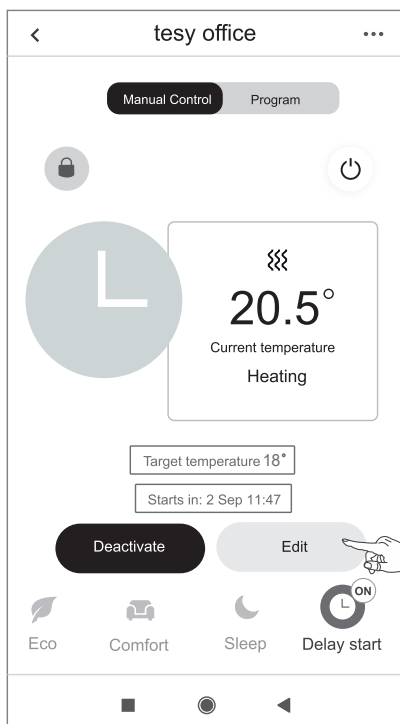 tesy office
Manual Control Program
20.5°
Current temperature
Heating
Target temperature 18°
Starts in: 2 Sep 11:47
Deactivate Edit
ON
Eco Comfort Sleep Delay start